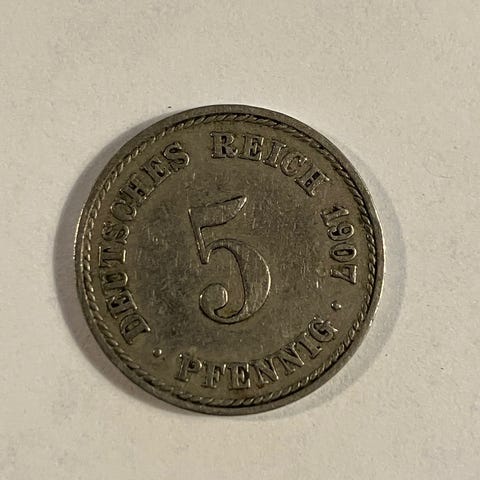 DEUTSCHES REICH 1907
5
· PFENNIG ·